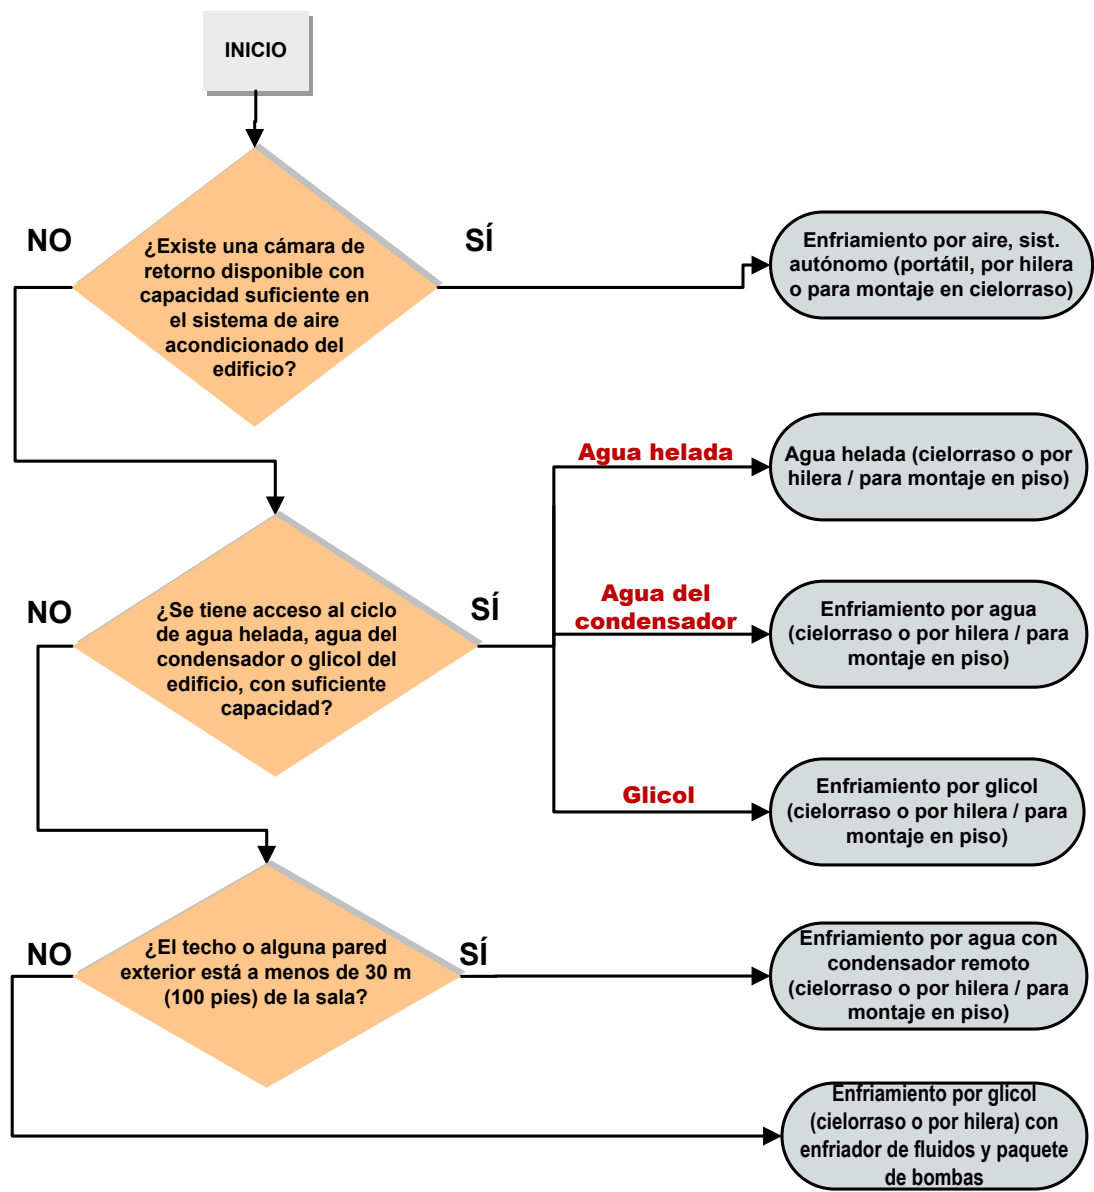 INICIO
NO
SÍ
¿Existe una cámara de
retorno disponible con
capacidad suficiente en
el sistema de aire
acondicionado del
edificio?
Enfriamiento por aire, sist.
autónomo (portátil, por hilera
o para montaje en cielorraso)
Agua helada
Agua helada (cielorraso o por
hilera / para montaje en piso)
NO
SÍ
¿Se tiene acceso al ciclo
de agua helada, agua del
condensador o glicol del
edificio, con suficiente
capacidad?
Agua del
condensador
Enfriamiento por agua
(cielorraso o por hilera / para
montaje en piso)
Glicol
Enfriamiento por glicol
(cielorraso o por hilera / para
montaje en piso)
NO
SÍ
¿El techo o alguna pared
exterior está a menos de 30 m
(100 pies) de la sala?
Enfriamiento por agua con
condensador remoto
(cielorraso o por hilera / para
montaje en piso)
Enfriamiento por glicol
(cielorraso o por hilera) con
enfriador de fluidos y paquete
de bombas